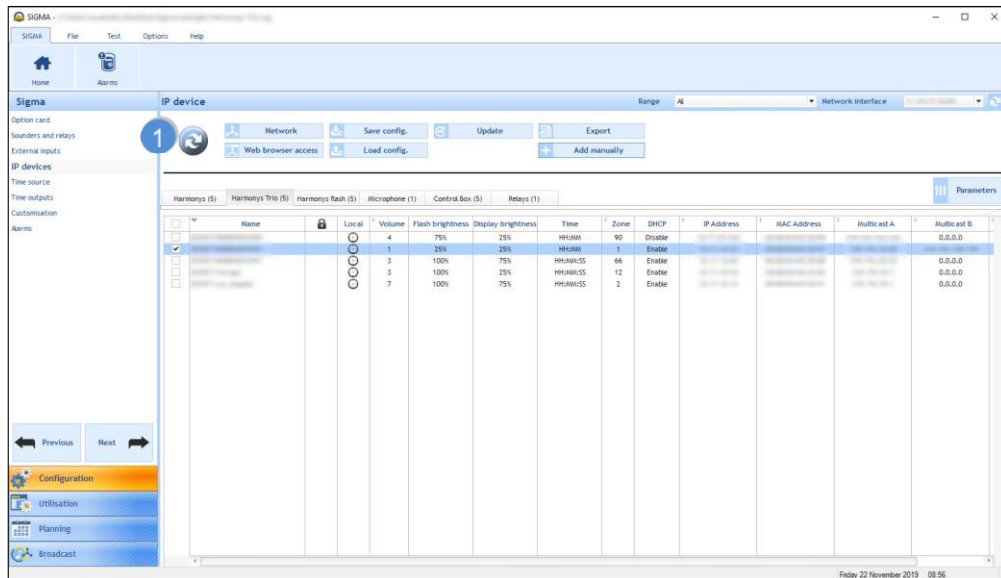 SIGMA -
SIGMA File Test Options Help
Home Alarms
Sigma
IP device
Range All Network interface
Option card
Sounders and relays
External inputs
IP devices
Time source
Time outputs
Customisation
Alarms
1
Network Save config. Update Export
Web browser access Load config. Add manually
Parameters
Harmonys (5) Harmonys Trio (5) Harmonys flash (5) Microphone (1) Control Box (5) Relays (1)
Name Local Volume Flash brightness Display brightness Time Zone DHCP IP Address MAC Address Multicast A Multicast B
4 75% 25% HH:MM 90 Disable 0.0.0.0
1 25% 25% HH:MM 1 Enable
3 100% 75% HH:MM:SS 66 Enable 0.0.0.0
3 100% 25% HH:MM:SS 12 Enable 0.0.0.0
7 100% 75% HH:MM:SS 2 Enable 0.0.0.0
Previous Next
Configuration
Utilisation
Planning
Broadcast
Friday 22 November 2019 08:56